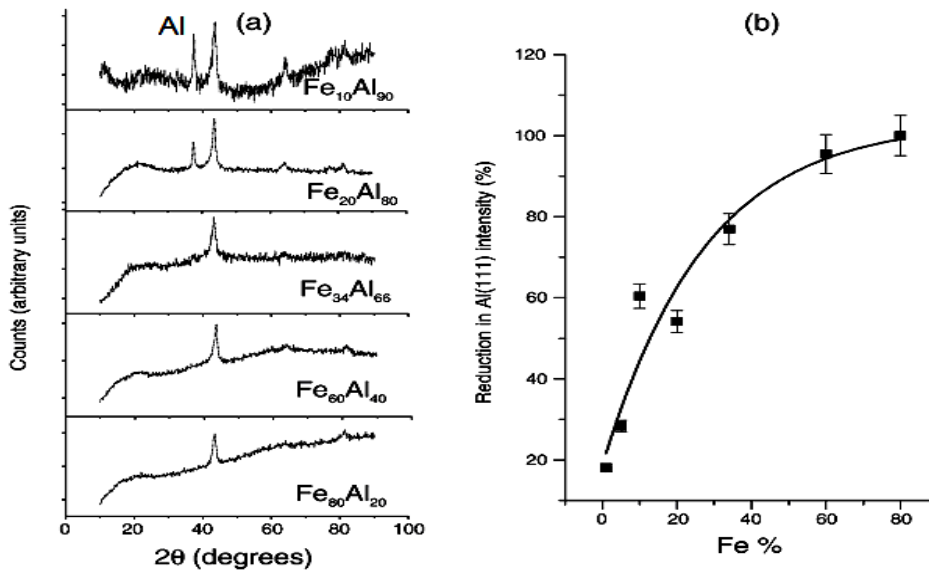 Al (a)
Fe10Al90
Fe20Al80
Fe34Al66
Fe60Al40
Fe80Al20
Counts (arbitrary units)
0 20 40 60 80 100
2θ (degrees)
(b)
120
100
80
60
40
20
Reduction in Al(111) intensity (%)
0 20 40 60 80
Fe %